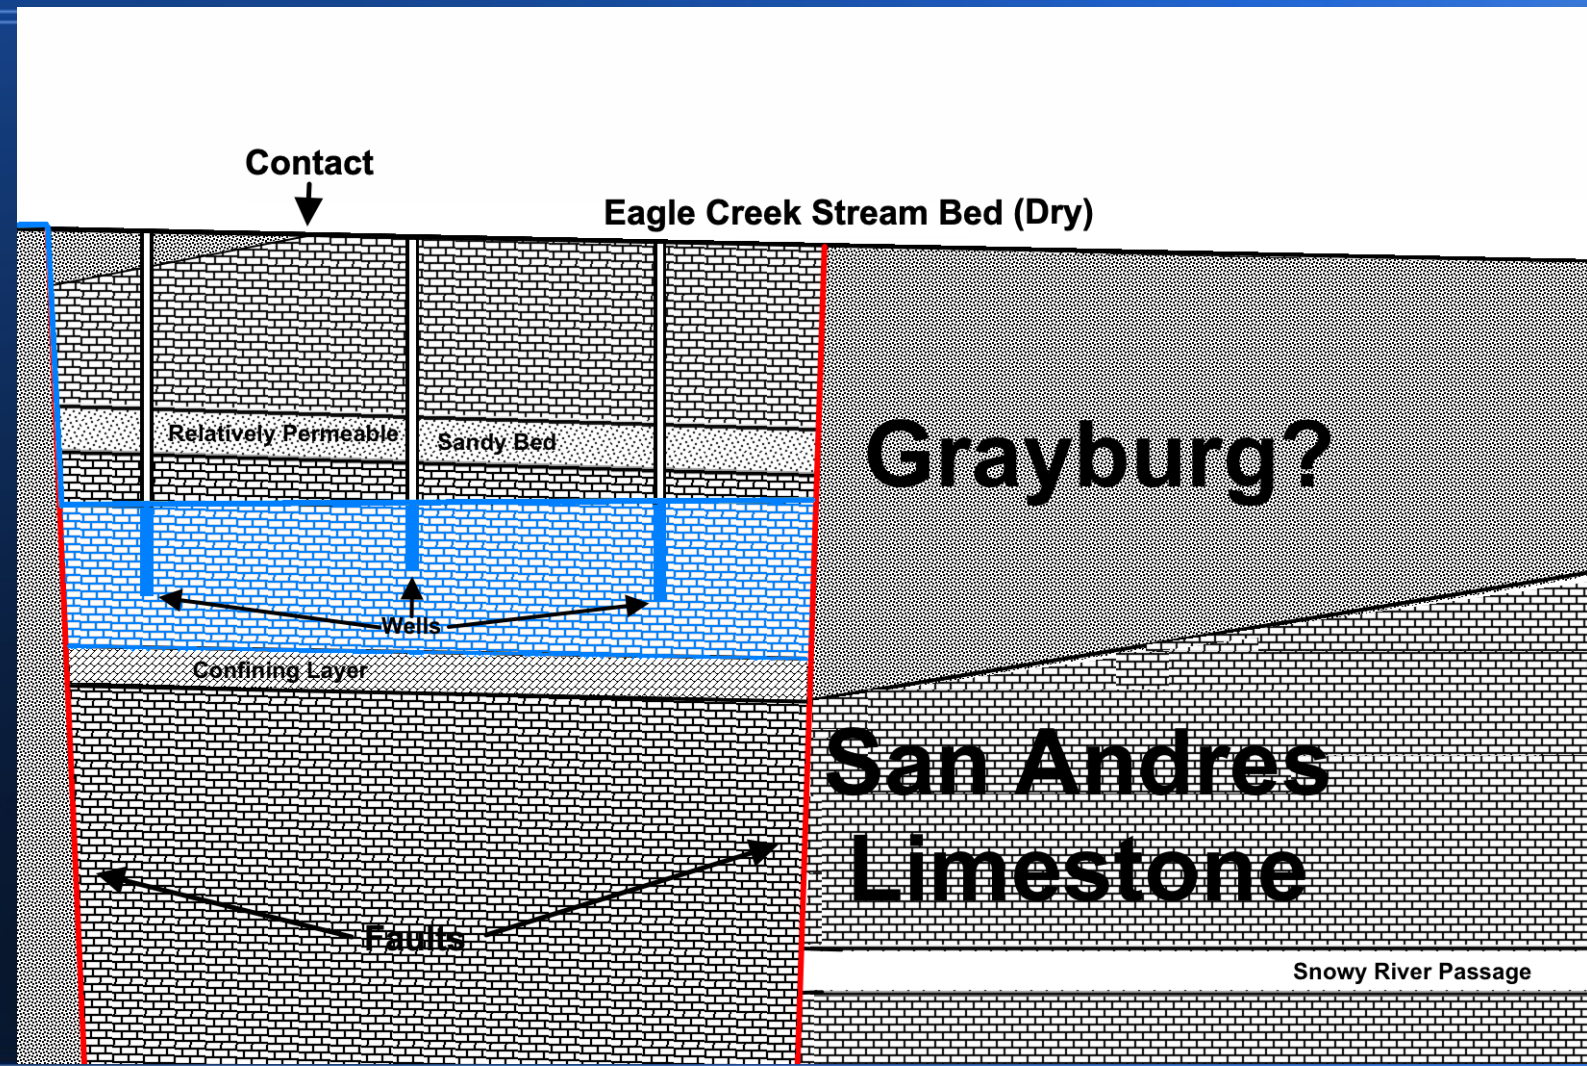 Contact
Eagle Creek Stream Bed (Dry)
Relatively Permeable
Sandy Bed
Grayburg?
Wells
Confining Layer
San Andres
Limestone
Faults
Snowy River Passage